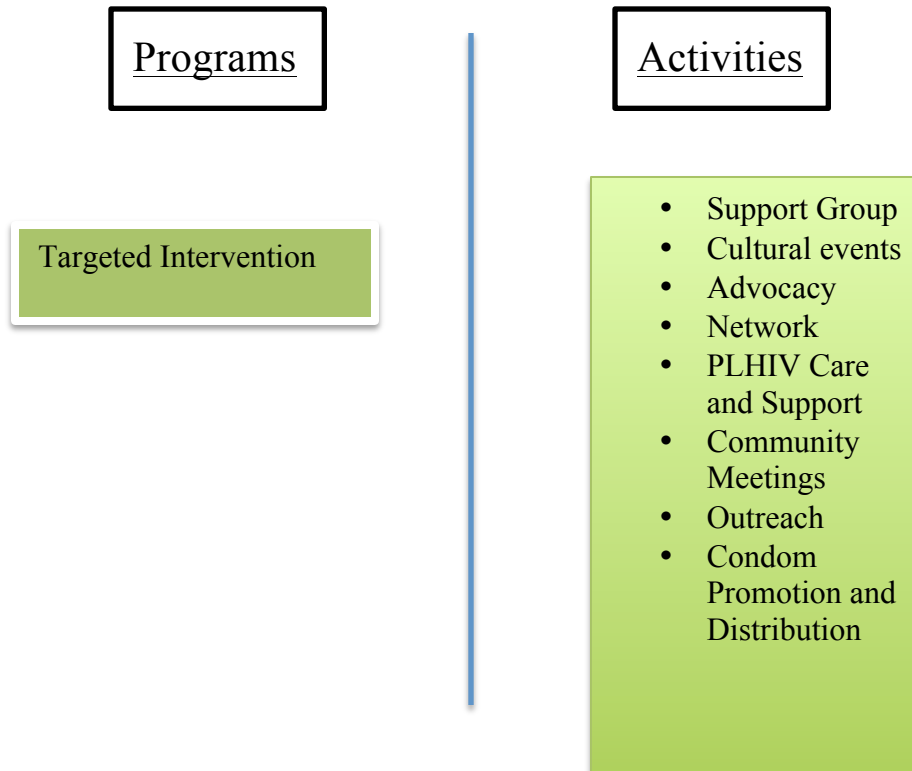 Programs
Activities
Targeted Intervention
• Support Group
• Cultural events
• Advocacy
• Network
• PLHIV Care
and Support
• Community
Meetings
• Outreach
• Condom
Promotion and
Distribution